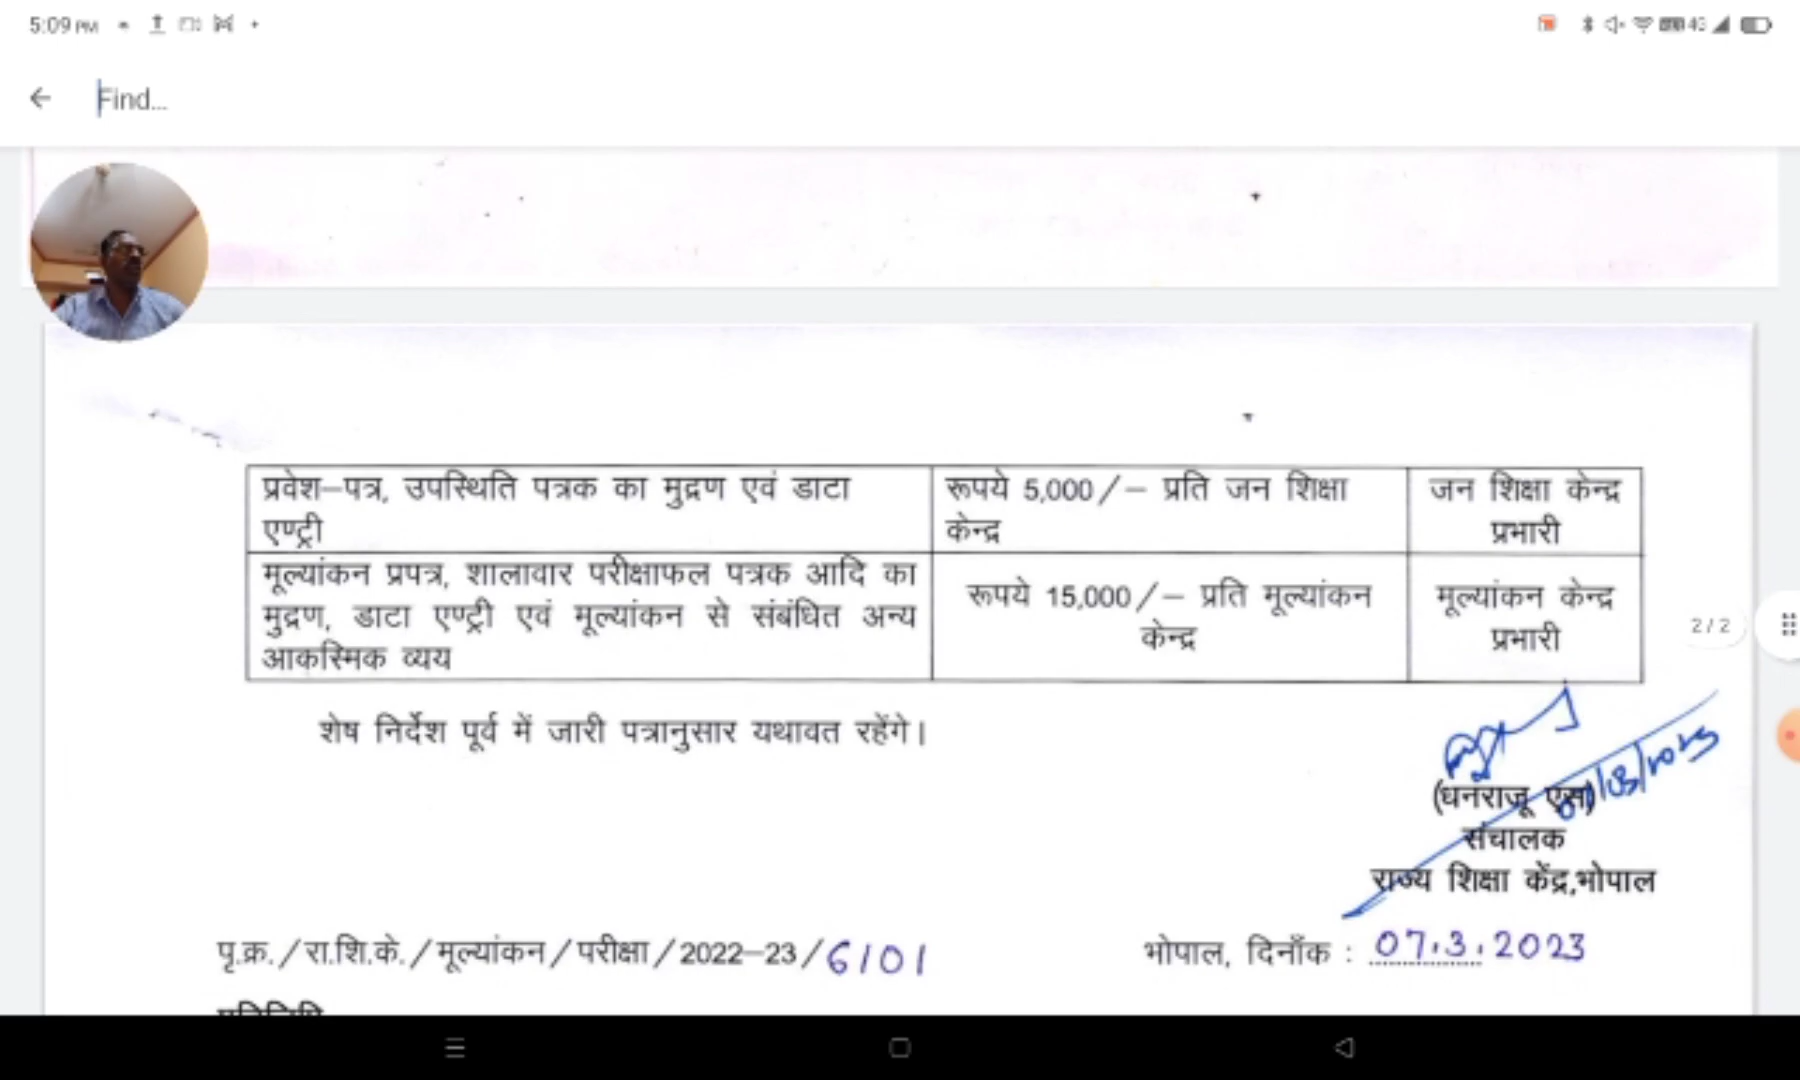 5:09 PM
4G
Find...
प्रवेश–पत्र, उपस्थिति पत्रक का मुद्रण एवं डाटा
एण्ट्री
रूपये 5,000/– प्रति जन शिक्षा
केन्द्र
जन शिक्षा केन्द्र
प्रभारी
मूल्यांकन प्रपत्र, शालावार परीक्षाफल पत्रक आदि का
मुद्रण, डाटा एण्ट्री एवं मूल्यांकन से संबंधित अन्य
आकस्मिक व्यय
रूपये 15,000/– प्रति मूल्यांकन
केन्द्र
मूल्यांकन केन्द्र
प्रभारी
2/2
शेष निर्देश पूर्व में जारी पत्रानुसार यथावत रहेंगे।
(धनराजू एस)
संचालक
राज्य शिक्षा केंद्र,भोपाल
पृ.क्र./रा.शि.के./मूल्यांकन/परीक्षा/2022–23/6101
भोपाल, दिनाँक : 07.3.2023